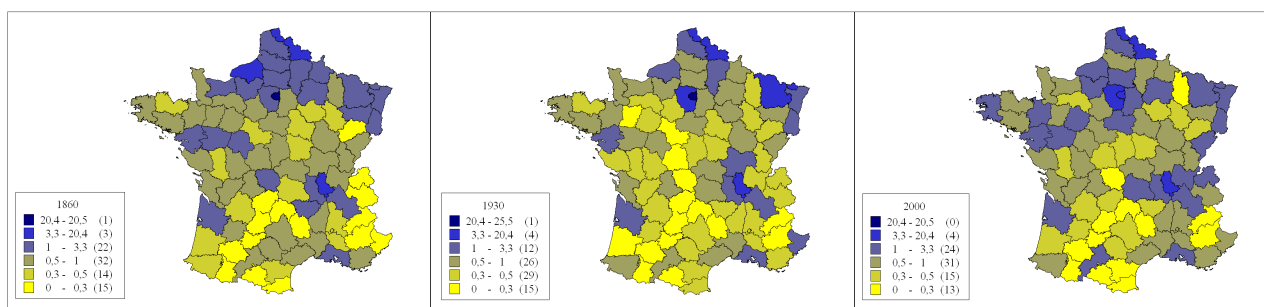 1860
20,4 - 20,5 (1)
3,3 - 20,4 (3)
1 - 3,3 (22)
0,5 - 1 (32)
0,3 - 0,5 (14)
0 - 0,3 (15)
1930
20,4 - 25,5 (1)
3,3 - 20,4 (4)
1 - 3,3 (12)
0,5 - 1 (26)
0,3 - 0,5 (29)
0 - 0,3 (15)
2000
20,4 - 20,5 (0)
3,3 - 20,4 (4)
1 - 3,3 (24)
0,5 - 1 (31)
0,3 - 0,5 (15)
0 - 0,3 (13)